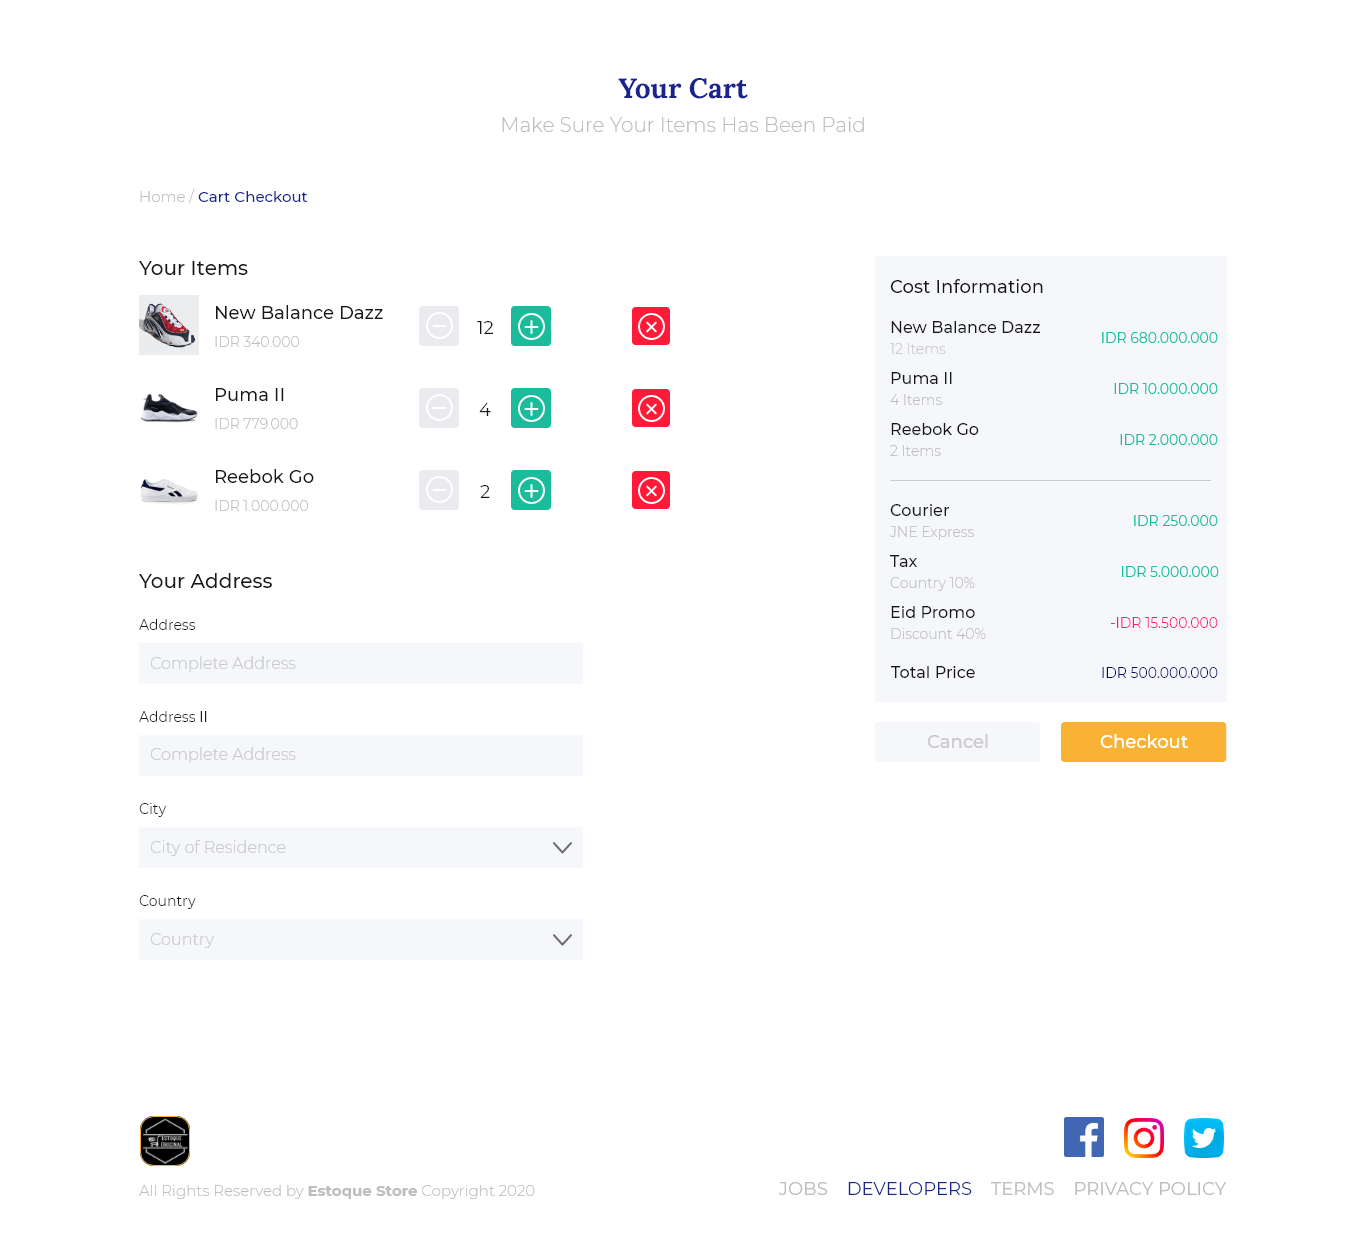 Your Cart
Make Sure Your Items Has Been Paid
Home / Cart Checkout
Your Items
New Balance Dazz
IDR 340.000
12
Puma II
IDR 779.000
4
Reebok Go
IDR 1.000.000
2
Your Address
Address
Complete Address
Address II
Complete Address
City
City of Residence
Country
Country
Cost Information
New Balance Dazz
12 Items
IDR 680.000.000
Puma II
4 Items
IDR 10.000.000
Reebok Go
2 Items
IDR 2.000.000
Courier
JNE Express
IDR 250.000
Tax
Country 10%
IDR 5.000.000
Eid Promo
Discount 40%
-IDR 15.500.000
Total Price
IDR 500.000.000
Cancel
Checkout
ESTOQUE
ORIGINAL
All Rights Reserved by Estoque Store Copyright 2020
JOBS DEVELOPERS TERMS PRIVACY POLICY